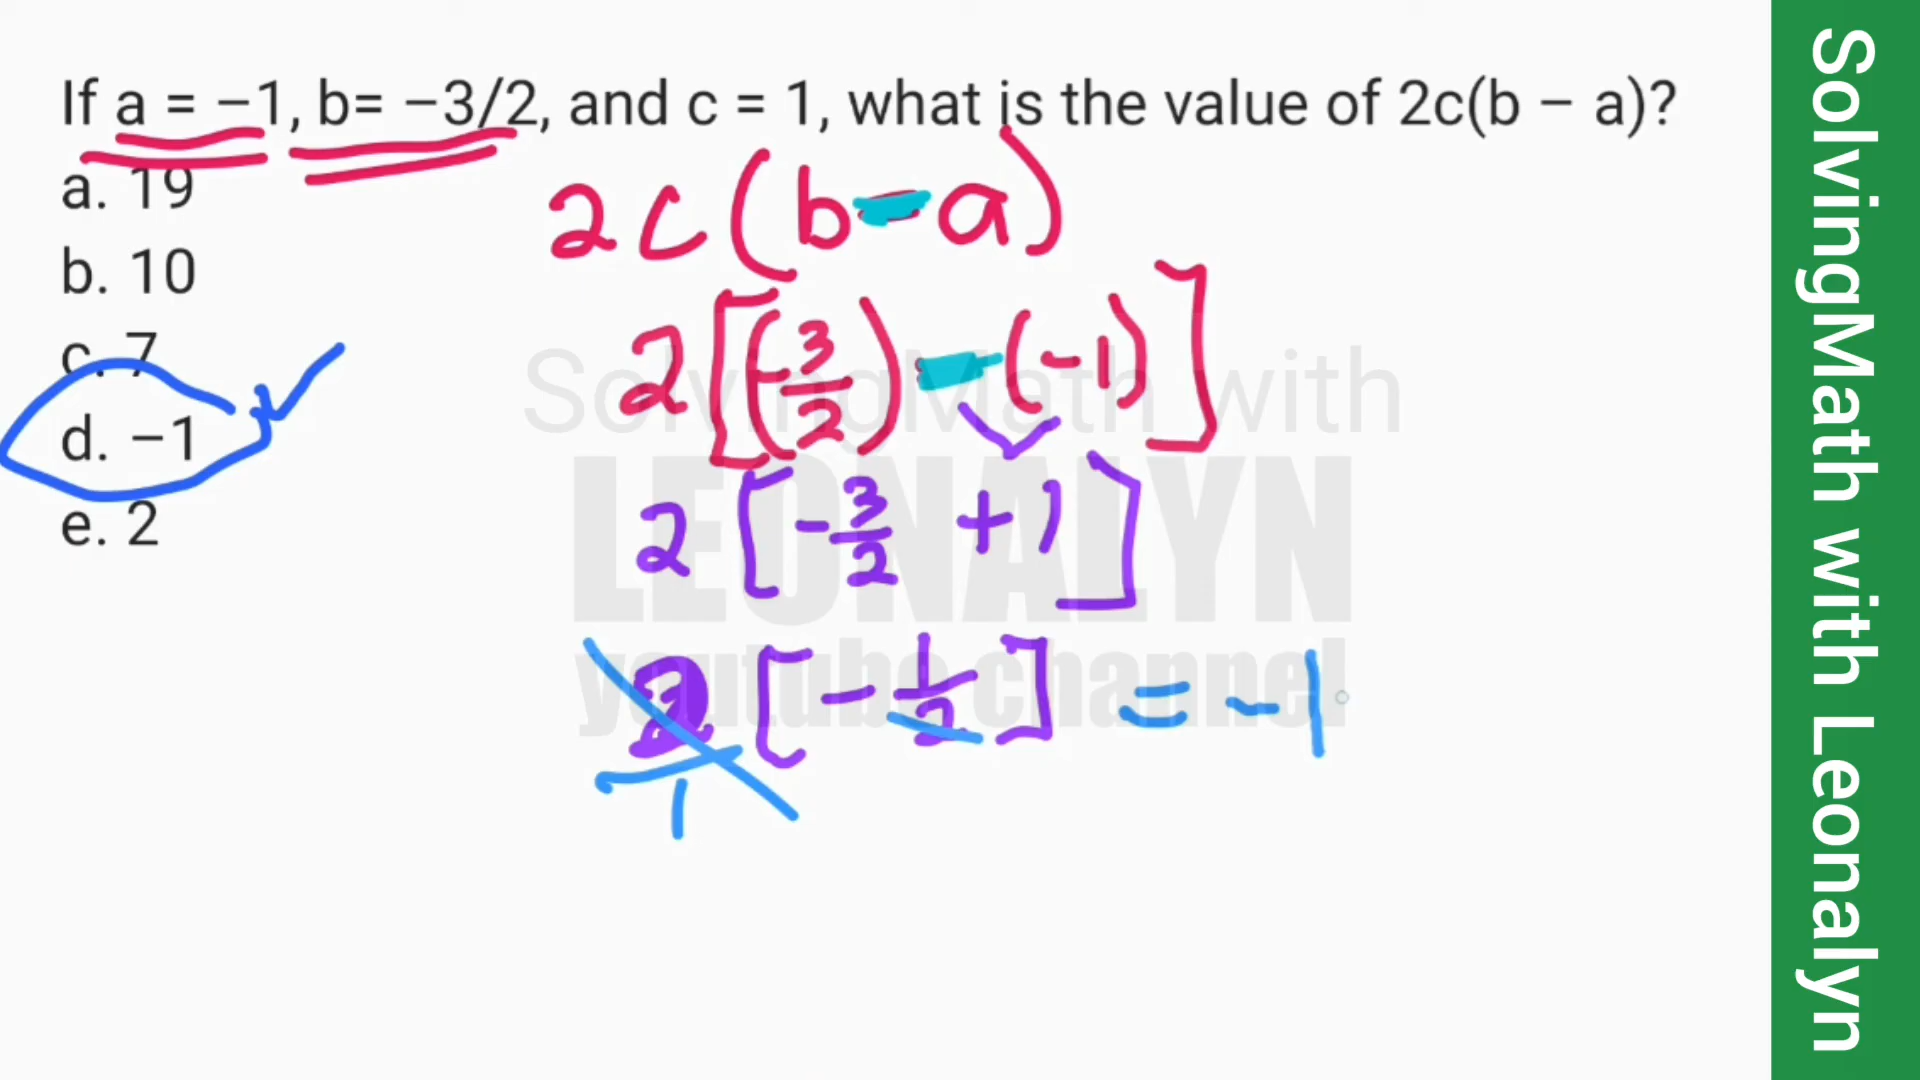 If a = −1, b= −3/2, and c = 1, what is the value of 2c(b − a)?
a. 19
b. 10
c. 7
d. −1
e. 2
2c(b-a)
2[(-3/2)-(-1)]
2[-3/2 +1]
2/1 [-1/2] = -1
SolvingMath with
LEONALYN
youtube channel
SolvingMath with Leonalyn